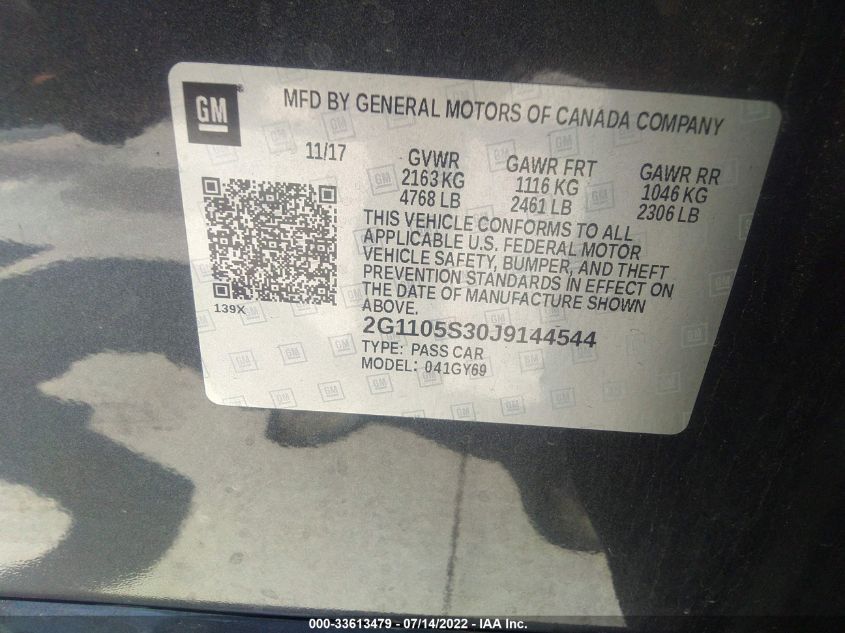 GM
MFD BY GENERAL MOTORS OF CANADA COMPANY
11/17
GVWR
2163 KG
4768 LB
GAWR FRT
1116 KG
2461 LB
GAWR RR
1046 KG
2306 LB
THIS VEHICLE CONFORMS TO ALL
APPLICABLE U.S. FEDERAL MOTOR
VEHICLE SAFETY, BUMPER, AND THEFT
PREVENTION STANDARDS IN EFFECT ON
THE DATE OF MANUFACTURE SHOWN
ABOVE.
139X
2G1105S30J9144544
TYPE: PASS CAR
MODEL: 041GY69
000-33613479 - 07/14/2022 - IAA Inc.